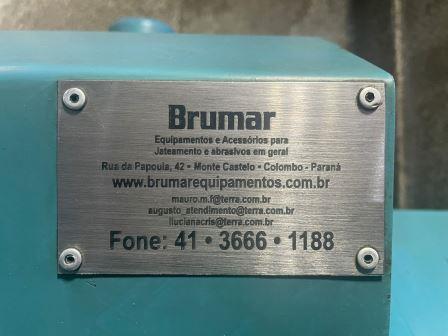 Brumar
Equipamentos e Acessórios para
Jateamento e abrasivos em geral
Rua da Papoula, 42 • Monte Castelo • Colombo - Paraná
www.brumarequipamentos.com.br
mauro.m.f@terra.com.br
augusto_atendimento@terra.com.br
llucianacris@terra.com.br
Fone: 41 • 3666 • 1188